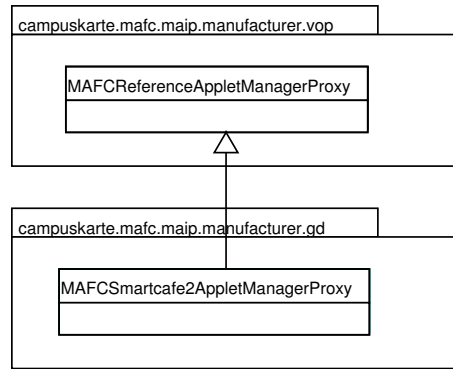 campuskarte.mafc.maip.manufacturer.vop
MAFCReferenceAppletManagerProxy
campuskarte.mafc.maip.manufacturer.gd
MAFCSmartcafe2AppletManagerProxy